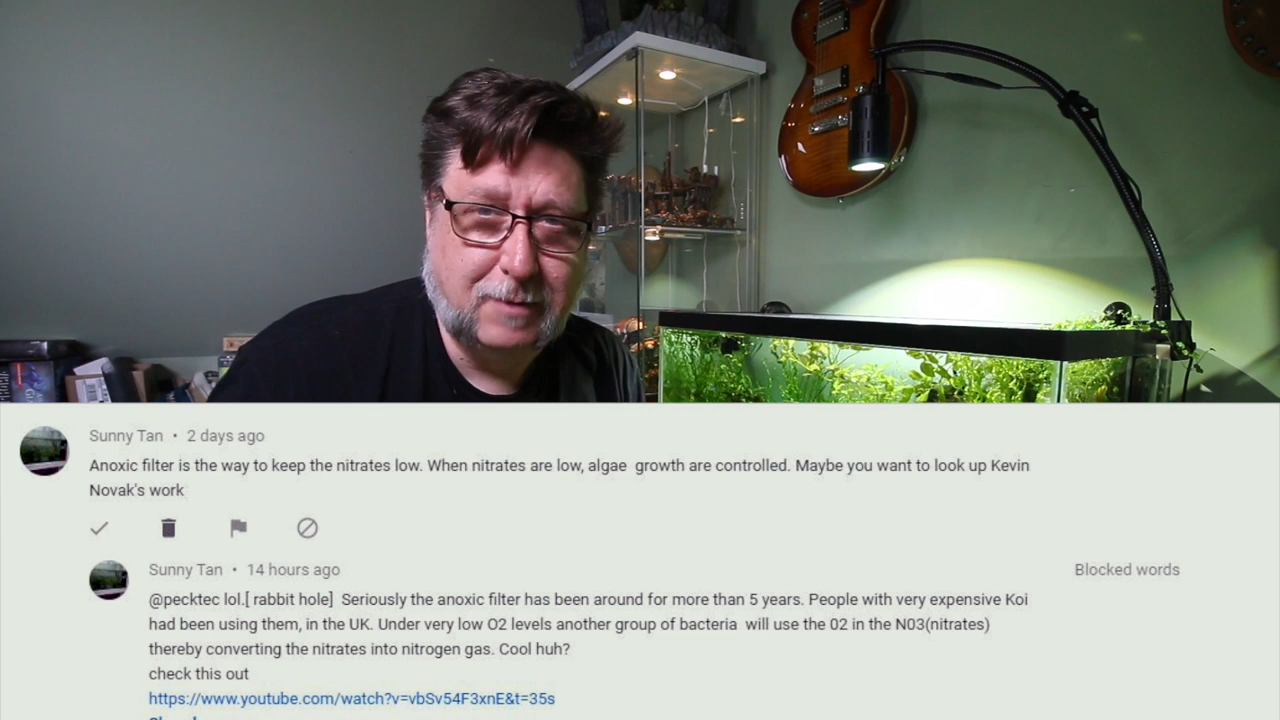 Sunny Tan • 2 days ago
Anoxic filter is the way to keep the nitrates low. When nitrates are low, algae growth are controlled. Maybe you want to look up Kevin
Novak's work
Sunny Tan • 14 hours ago
Blocked words
@pecktec lol.[ rabbit hole] Seriously the anoxic filter has been around for more than 5 years. People with very expensive Koi
had been using them, in the UK. Under very low O2 levels another group of bacteria will use the 02 in the N03(nitrates)
thereby converting the nitrates into nitrogen gas. Cool huh?
check this out
https://www.youtube.com/watch?v=vbSv54F3xnE&t=35s